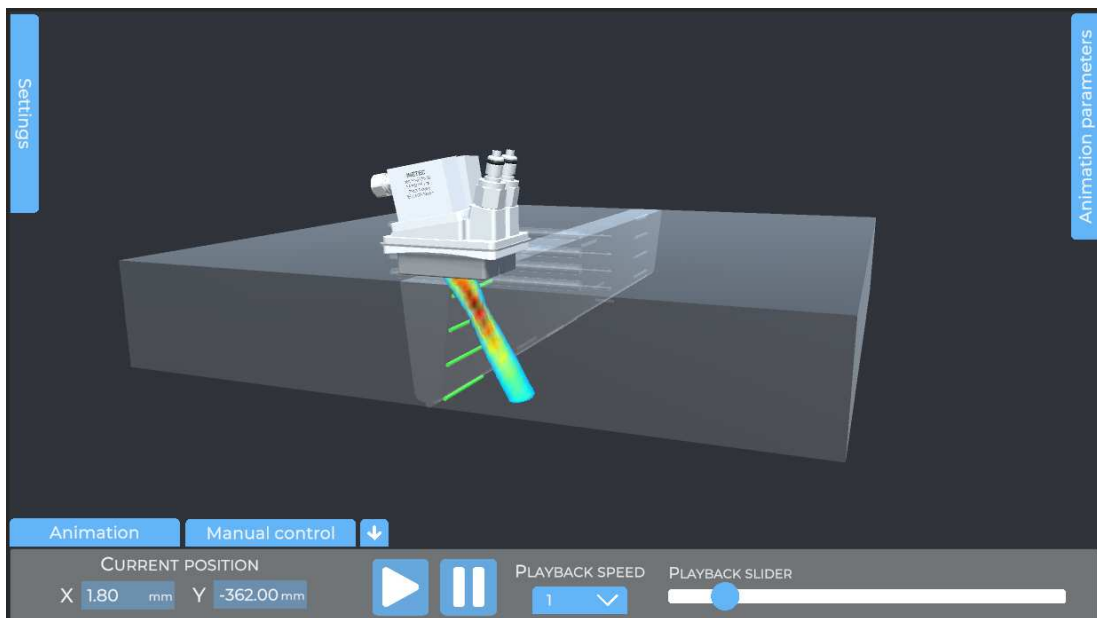 Settings
Animation parameters
INETEC
Animation
Manual control
CURRENT POSITION
X 1.80 mm Y -362.00 mm
PLAYBACK SPEED
1
PLAYBACK SLIDER